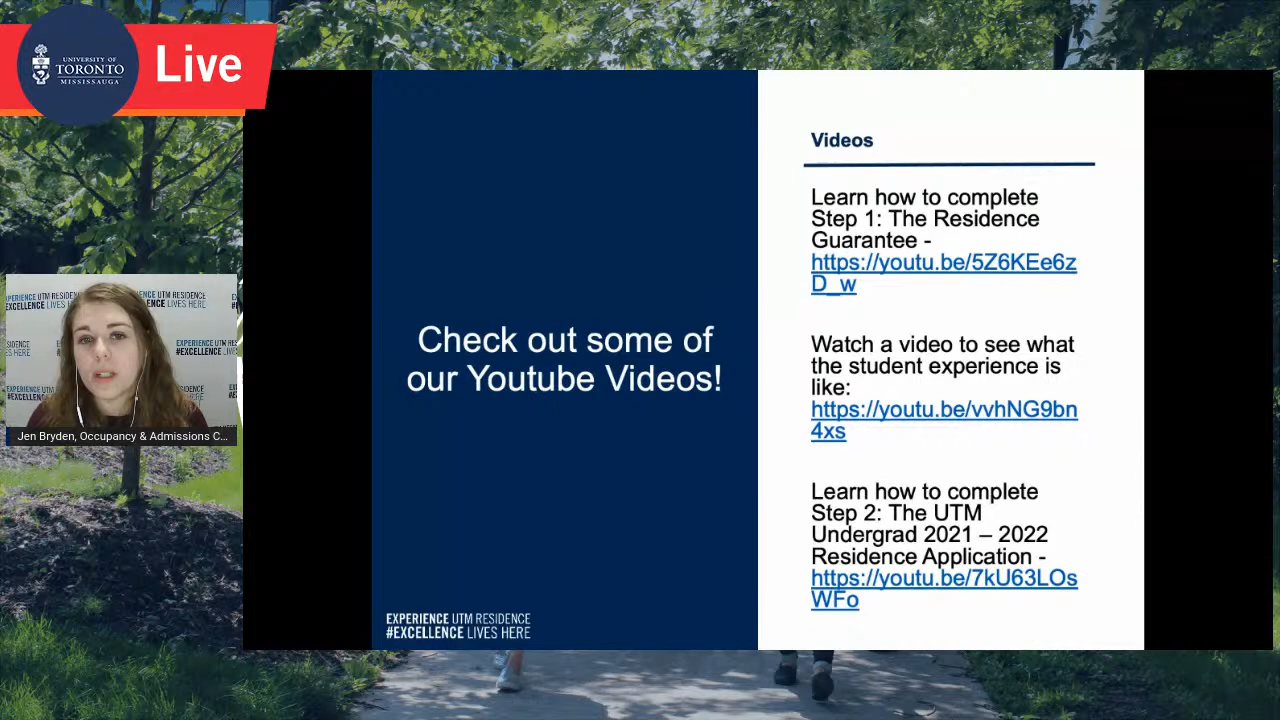 UNIVERSITY OF
TORONTO
MISSISSAUGA
Live
Videos
Learn how to complete
Step 1: The Residence
Guarantee -
https://youtu.be/5Z6KEe6z
D_w
Watch a video to see what
the student experience is
like:
https://youtu.be/vvhNG9bn
4xs
Learn how to complete
Step 2: The UTM
Undergrad 2021 – 2022
Residence Application -
https://youtu.be/7kU63LOs
WFo
Check out some of
our Youtube Videos!
EXPERIENCE UTM RESIDENCE
#EXCELLENCE LIVES HERE
EXPERIENCE UTM RESIDENCE
#EXCELLENCE LIVES HERE
Jen Bryden, Occupancy & Admissions C...